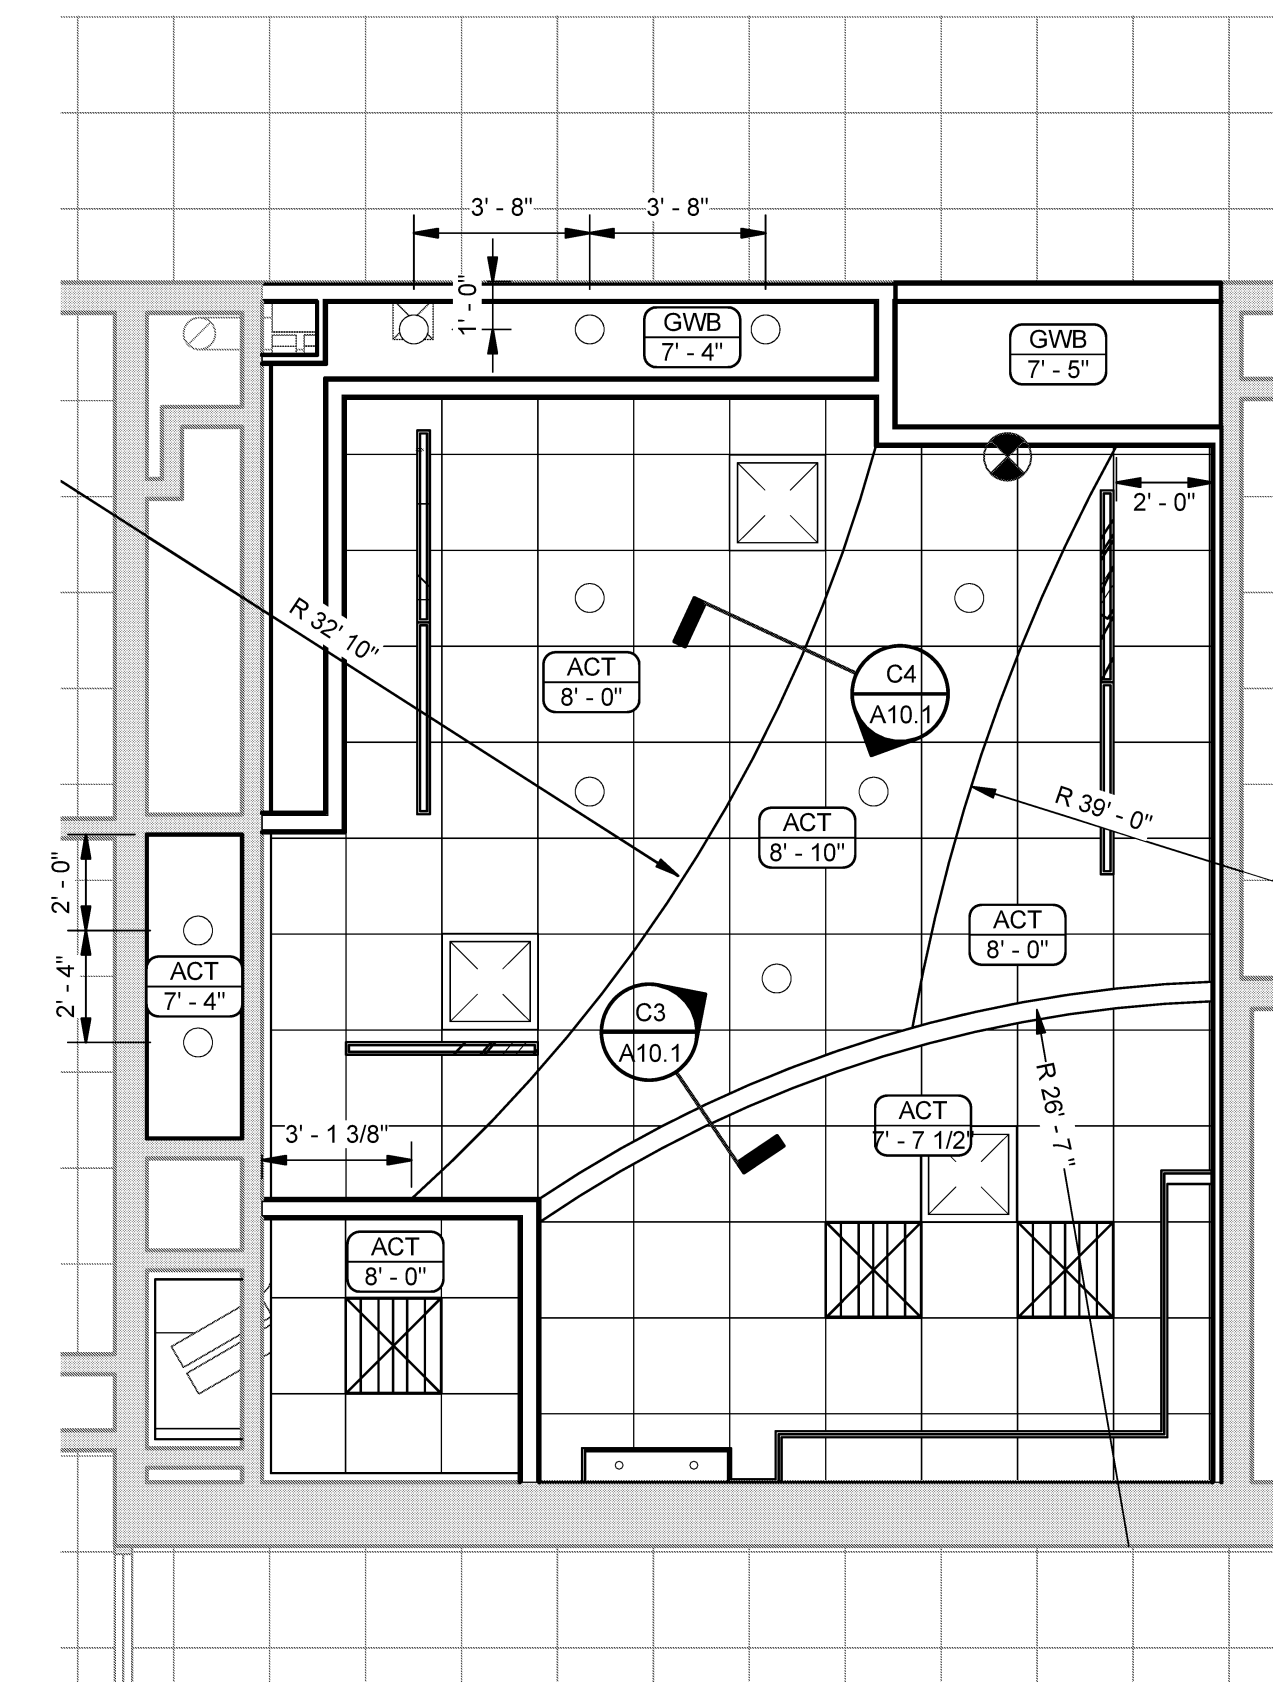 3' - 8"
3' - 8"
1' - 0"
GWB
7' - 4"
GWB
7' - 5"
2' - 0"
R 32' 10"
ACT
8' - 0"
C4
A10.1
R 39' - 0"
ACT
8' - 10"
2' - 0"
ACT
8' - 0"
2' - 4"
ACT
7' - 4"
C3
A10.1
R 26' - 7"
ACT
7' - 7 1/2"
3' - 1 3/8"
ACT
8' - 0"